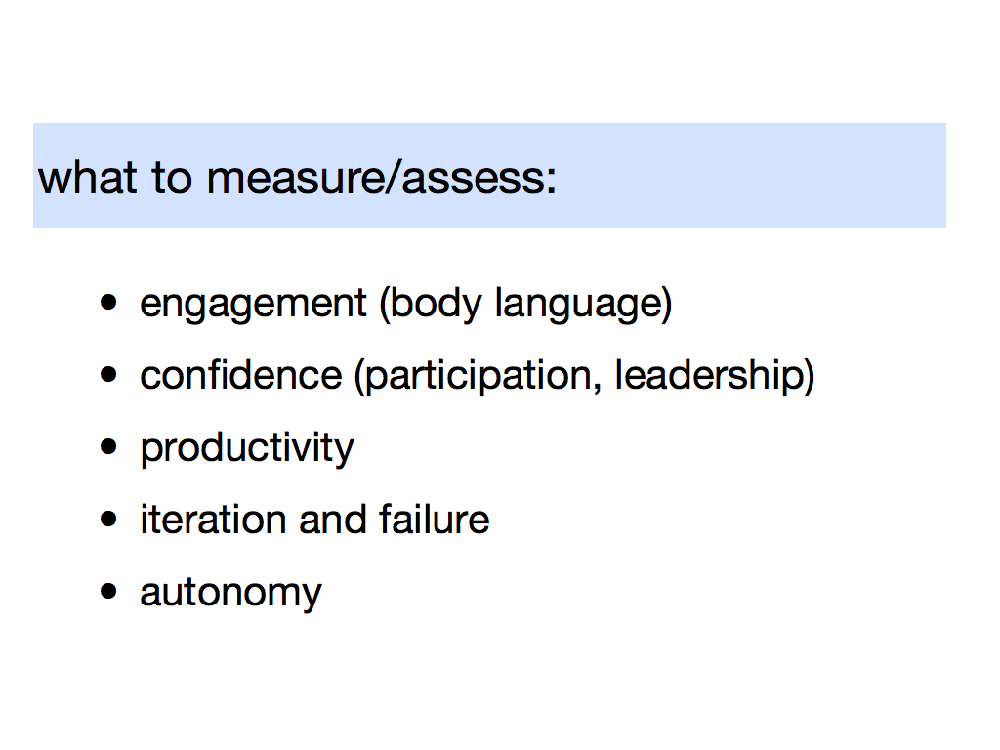 what to measure/assess:
• engagement (body language)
• confidence (participation, leadership)
• productivity
• iteration and failure
• autonomy